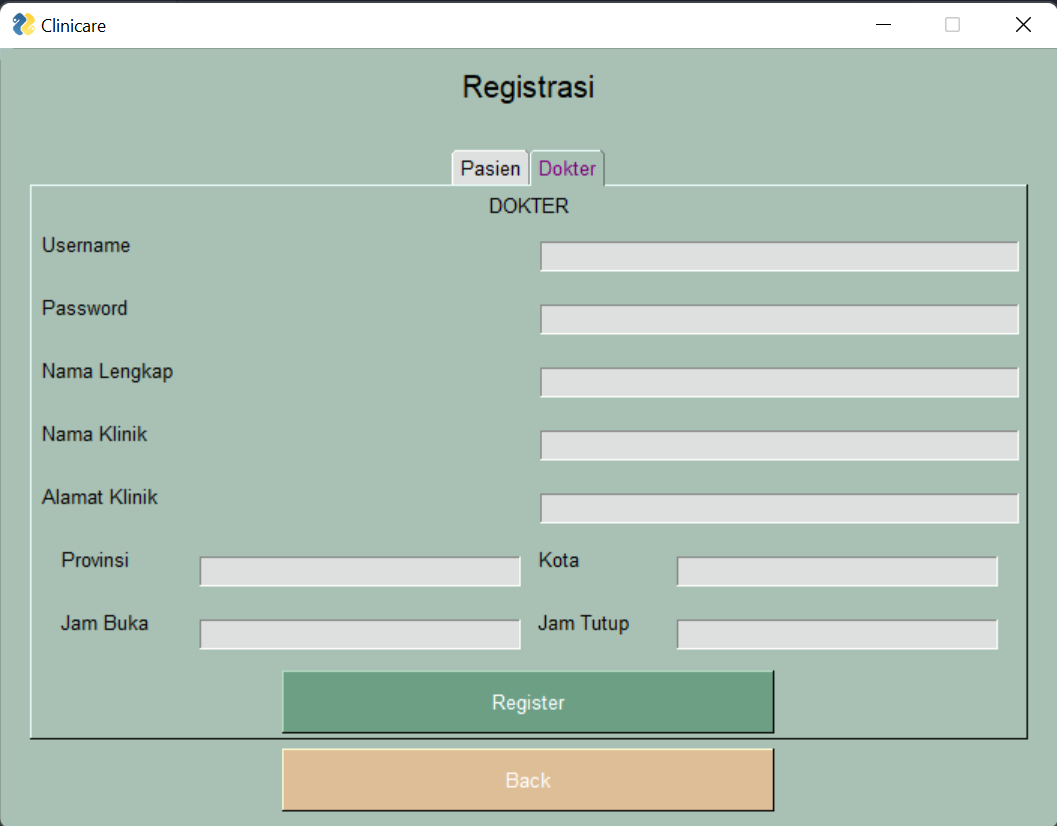 Clinicare
Registrasi
Pasien Dokter
DOKTER
Username
Password
Nama Lengkap
Nama Klinik
Alamat Klinik
Provinsi Kota
Jam Buka Jam Tutup
Register
Back